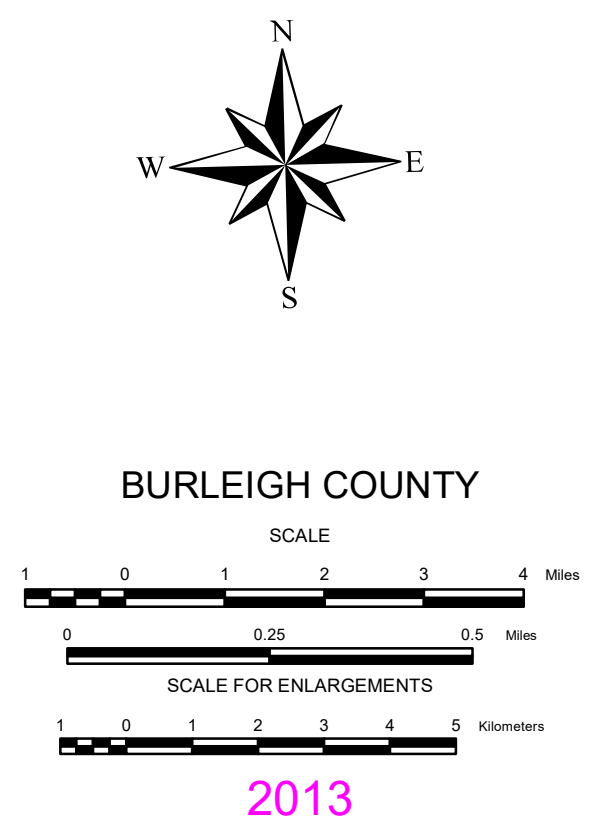 N
W E
S
BURLEIGH COUNTY
SCALE
1 0 1 2 3 4 Miles
0 0.25 0.5 Miles
SCALE FOR ENLARGEMENTS
1 0 1 2 3 4 5 Kilometers
2013